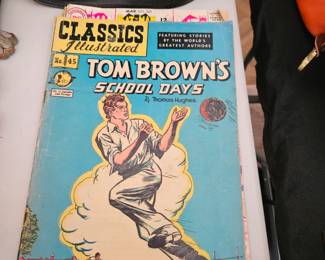 CLASSICS
Illustrated
FEATURING STORIES
BY THE WORLD'S
GREATEST AUTHORS
No. 45
TOM BROWN'S
SCHOOL DAYS
By Thomas Hughes